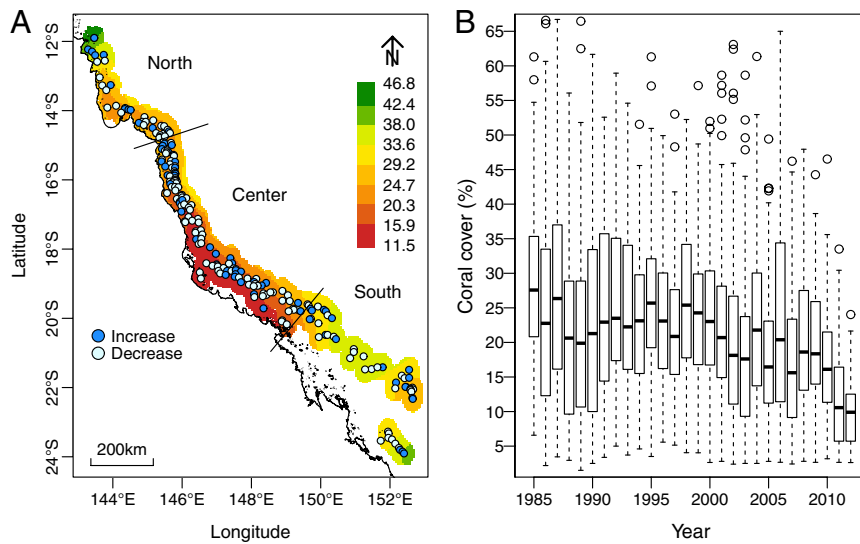 A
12°S
14°S
16°S
18°S
20°S
22°S
24°S
Latitude
North
Center
South
N
46.8
42.4
38.0
33.6
29.2
24.7
20.3
15.9
11.5
Increase
Decrease
200km
144°E
146°E
148°E
150°E
152°E
Longitude
B
65
60
55
50
45
40
35
30
25
20
15
10
5
Coral cover (%)
1985
1990
1995
2000
2005
2010
Year